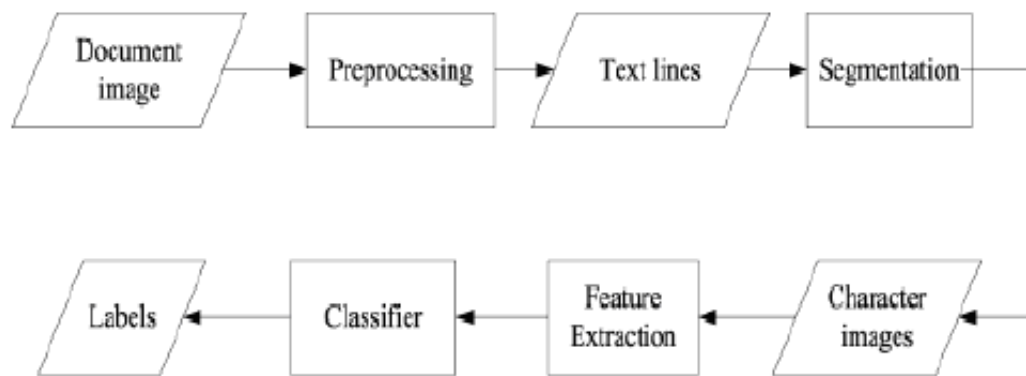 Document
image
Preprocessing
Text lines
Segmentation
Character
images
Feature
Extraction
Classifier
Labels